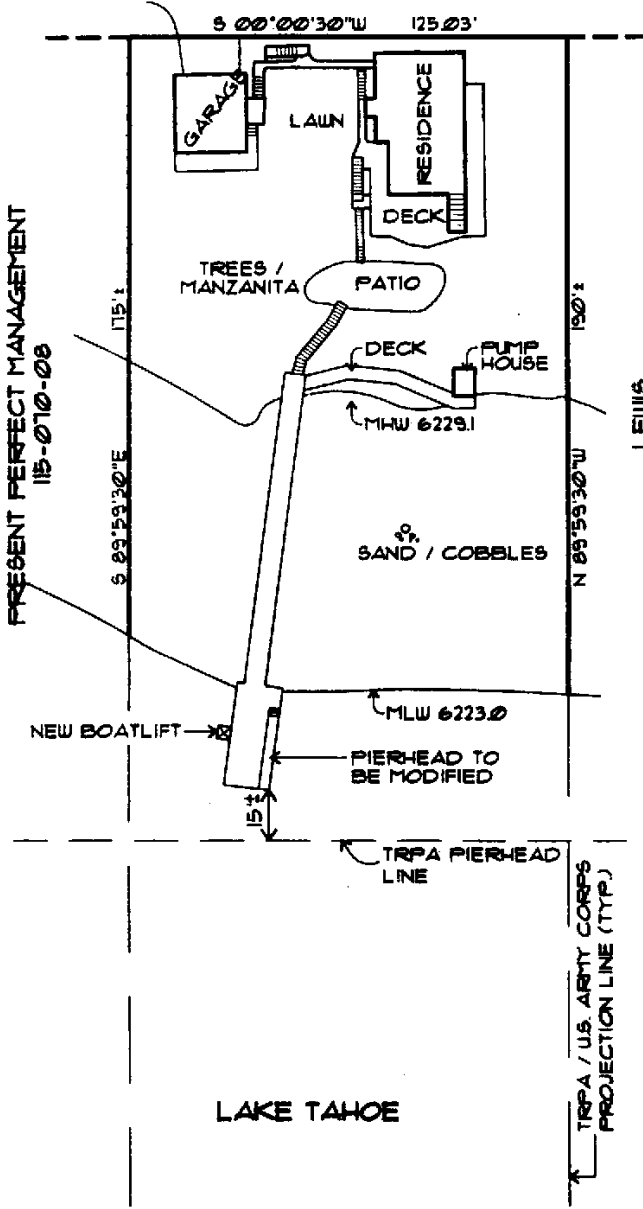 S 00°00'30"W 125.03'
GARAGE
LAWN
RESIDENCE
DECK
TREES /
MANZANITA
PATIO
PRESENT PERFECT MANAGEMENT
115-070-08
175'±
190'±
DECK
PUMP
HOUSE
MHW 6229.1
LEWIS
S 89°59'30"E
N 89°59'30"W
SAND / COBBLES
NEW BOATLIFT
MLW 6223.0
PIERHEAD TO
BE MODIFIED
15'±
TRPA PIERHEAD
LINE
TRPA / U.S. ARMY CORPS
PROJECTION LINE (TYP.)
LAKE TAHOE